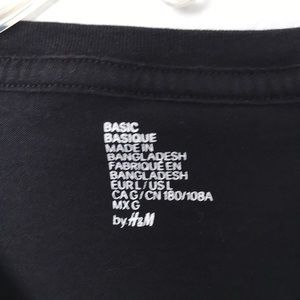 BASIC
BASIQUE
MADE IN
BANGLADESH
FABRIQUÉ EN
BANGLADESH
EUR L / US L
CA G / CN 180/108A
MX G
by H&M